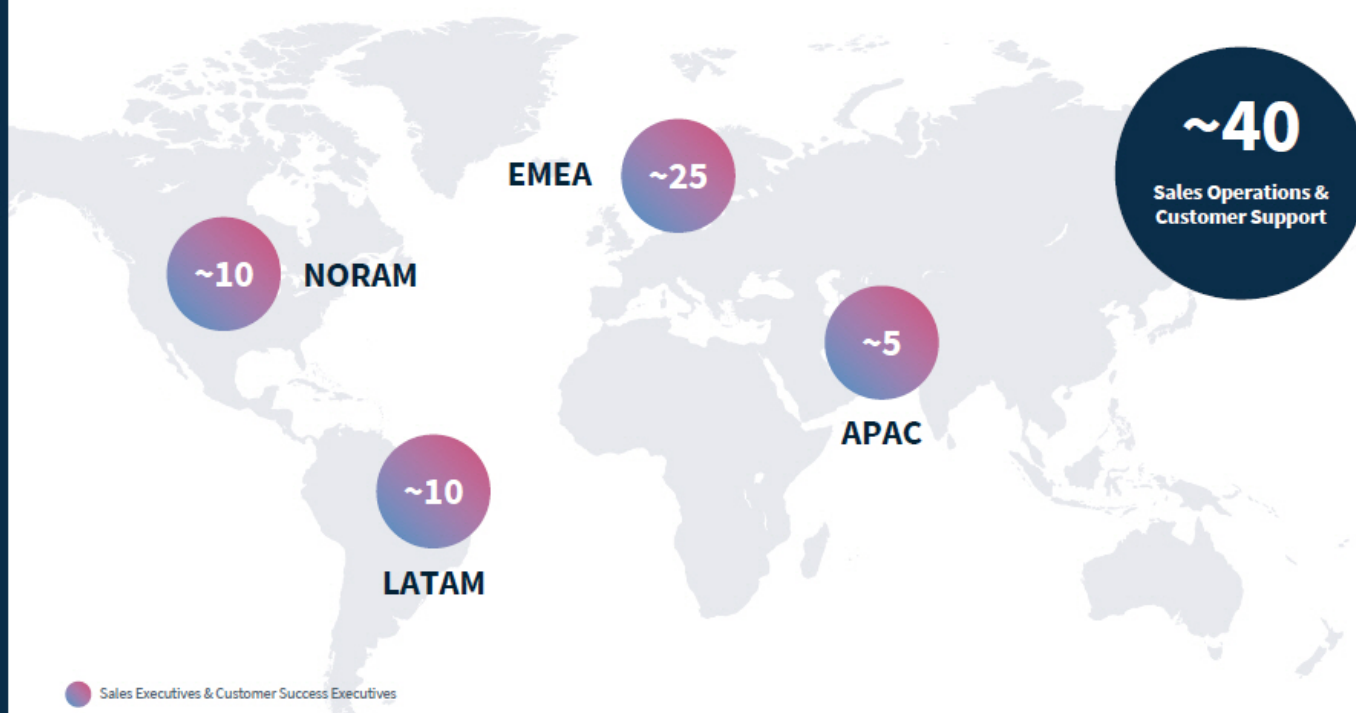 ~40
Sales Operations &
Customer Support
EMEA
~25
~10
NORAM
~5
APAC
~10
LATAM
Sales Executives & Customer Success Executives